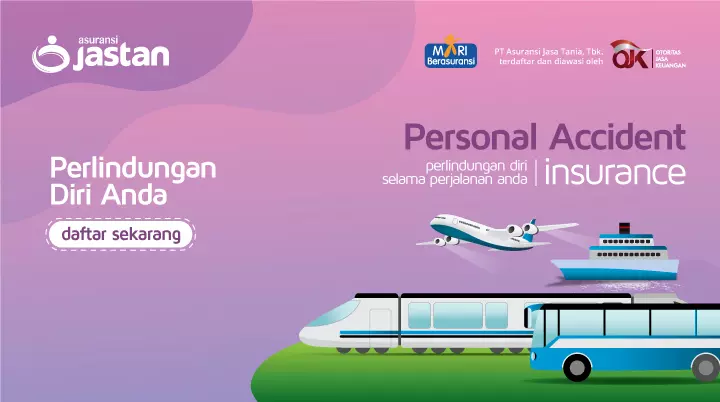 asuransi
jastan
MARI
Berasuransi
PT Asuransi Jasa Tania, Tbk.
terdaftar dan diawasi oleh
OJK
OTORITAS
JASA
KEUANGAN
Personal Accident
perlindungan diri
selama perjalanan anda
insurance
Perlindungan
Diri Anda
daftar sekarang